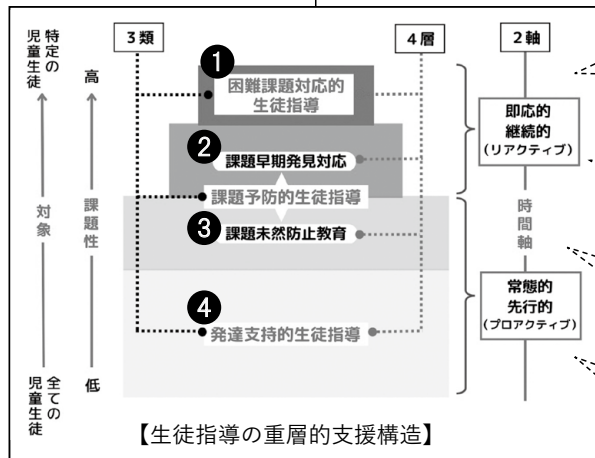 特定の
児童生徒
対象
全ての
児童生徒
高
課題性
低
3類
4層
2軸
❶
困難課題対応的
生徒指導
❷
課題早期発見対応
課題予防的生徒指導
❸
課題未然防止教育
❹
発達支持的生徒指導
即応的
継続的
(リアクティブ)
時間軸
常態的
先行的
(プロアクティブ)
【生徒指導の重層的支援構造】